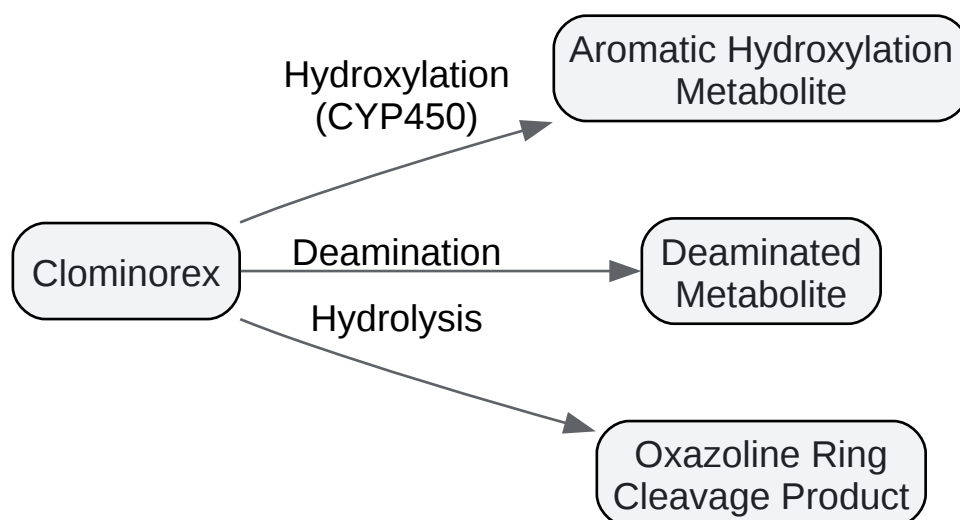 Aromatic Hydroxylation
Metabolite
Hydroxylation
(CYP450)
Clominorex
Deamination
Deaminated
Metabolite
Hydrolysis
Oxazoline Ring
Cleavage Product